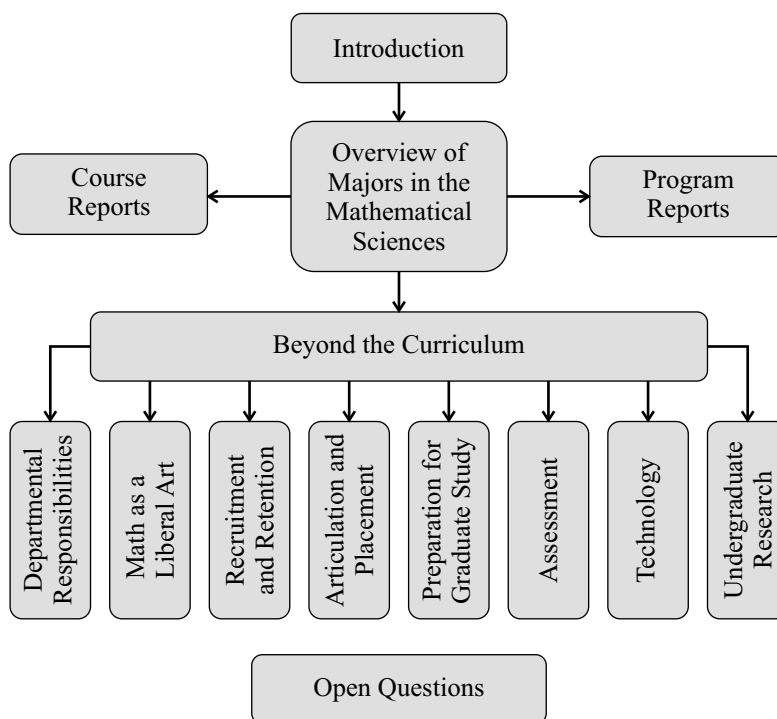 Introduction
Overview of
Majors in the
Mathematical
Sciences
Course
Reports
Program
Reports
Beyond the Curriculum
Departmental
Responsibilities
Math as a
Liberal Art
Recruitment
and Retention
Articulation and
Placement
Preparation for
Graduate Study
Assessment
Technology
Undergraduate
Research
Open Questions